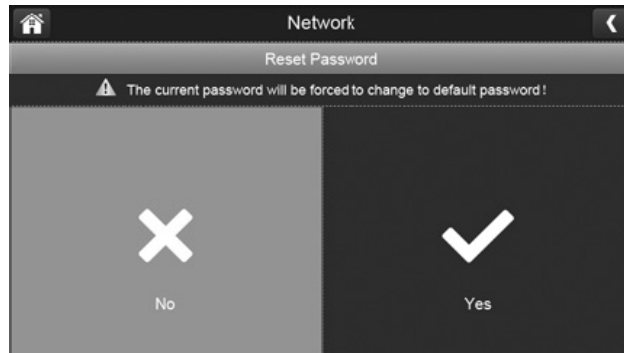 Network
Reset Password
The current password will be forced to change to default password!
No
Yes